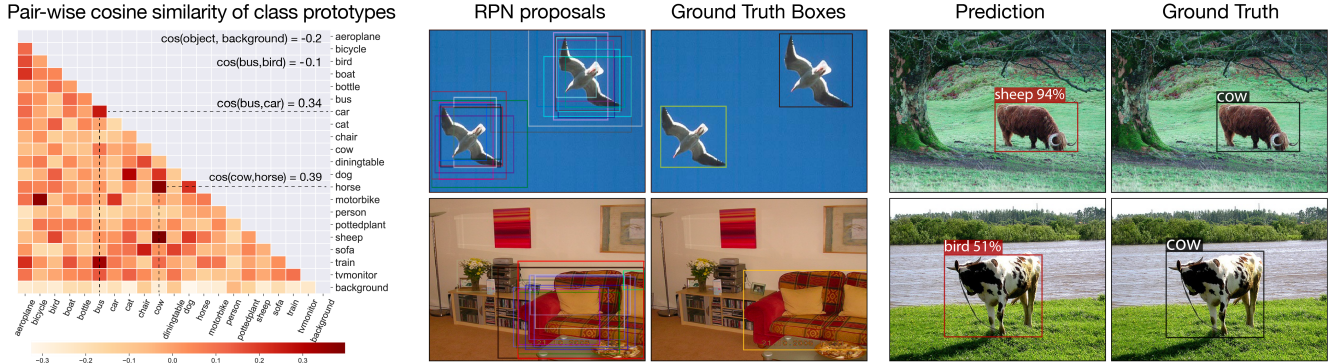 Pair-wise cosine similarity of class prototypes
cos(object, background) = -0.2
cos(bus,bird) = -0.1
cos(bus,car) = 0.34
cos(cow,horse) = 0.39
aeroplane
bicycle
bird
boat
bottle
bus
car
cat
chair
cow
diningtable
dog
horse
motorbike
person
pottedplant
sheep
sofa
train
tvmonitor
background
aeroplane
bicycle
bird
boat
bottle
bus
car
cat
chair
cow
diningtable
dog
horse
motorbike
person
pottedplant
sheep
sofa
train
tvmonitor
background
−0.3 −0.2 −0.1 0.0 0.1 0.2 0.3
RPN proposals
Ground Truth Boxes
Prediction
Ground Truth
sheep 94%
cow
bird 51%
cow